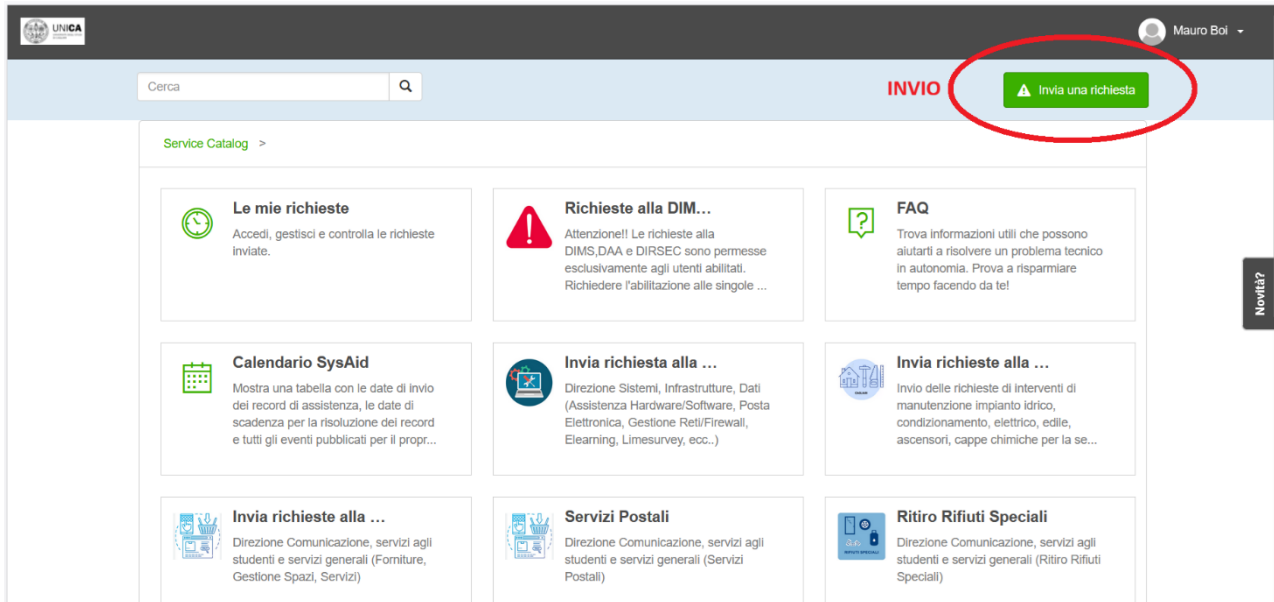 UNICA
Mauro Boi
Cerca
INVIO
Invia una richiesta
Service Catalog >
Le mie richieste
Accedi, gestisci e controlla le richieste
inviate.
Richieste alla DIM...
Attenzione!! Le richieste alla
DIMS,DAA e DIRSEC sono permesse
esclusivamente agli utenti abilitati.
Richiedere l'abilitazione alle singole ...
FAQ
Trova informazioni utili che possono
aiutarti a risolvere un problema tecnico
in autonomia. Prova a risparmiare
tempo facendo da te!
Novità?
Calendario SysAid
Mostra una tabella con le date di invio
dei record di assistenza, le date di
scadenza per la risoluzione dei record
e tutti gli eventi pubblicati per il propr...
Invia richiesta alla ...
Direzione Sistemi, Infrastrutture, Dati
(Assistenza Hardware/Software, Posta
Elettronica, Gestione Reti/Firewall,
Elearning, Limesurvey, ecc..)
Invia richieste alla ...
Invio delle richieste di interventi di
manutenzione impianto idrico,
condizionamento, elettrico, edile,
ascensori, cappe chimiche per la se...
Invia richieste alla ...
Direzione Comunicazione, servizi agli
studenti e servizi generali (Forniture,
Gestione Spazi, Servizi)
Servizi Postali
Direzione Comunicazione, servizi agli
studenti e servizi generali (Servizi
Postali)
RIFIUTI SPECIALI
Ritiro Rifiuti Speciali
Direzione Comunicazione, servizi agli
studenti e servizi generali (Ritiro Rifiuti
Speciali)